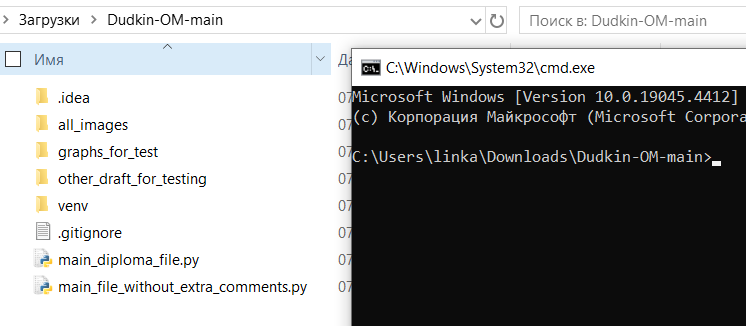 Загрузки > Dudkin-OM-main
Поиск в: Dudkin-OM-main
Имя
.idea
all_images
graphs_for_test
other_draft_for_testing
venv
.gitignore
main_diploma_file.py
main_file_without_extra_comments.py
Да
07
07
07
07
07
07
07
07
C:\Windows\System32\cmd.exe
Microsoft Windows [Version 10.0.19045.4412]
(c) Корпорация Майкрософт (Microsoft Corpora
C:\Users\linka\Downloads\Dudkin-OM-main>